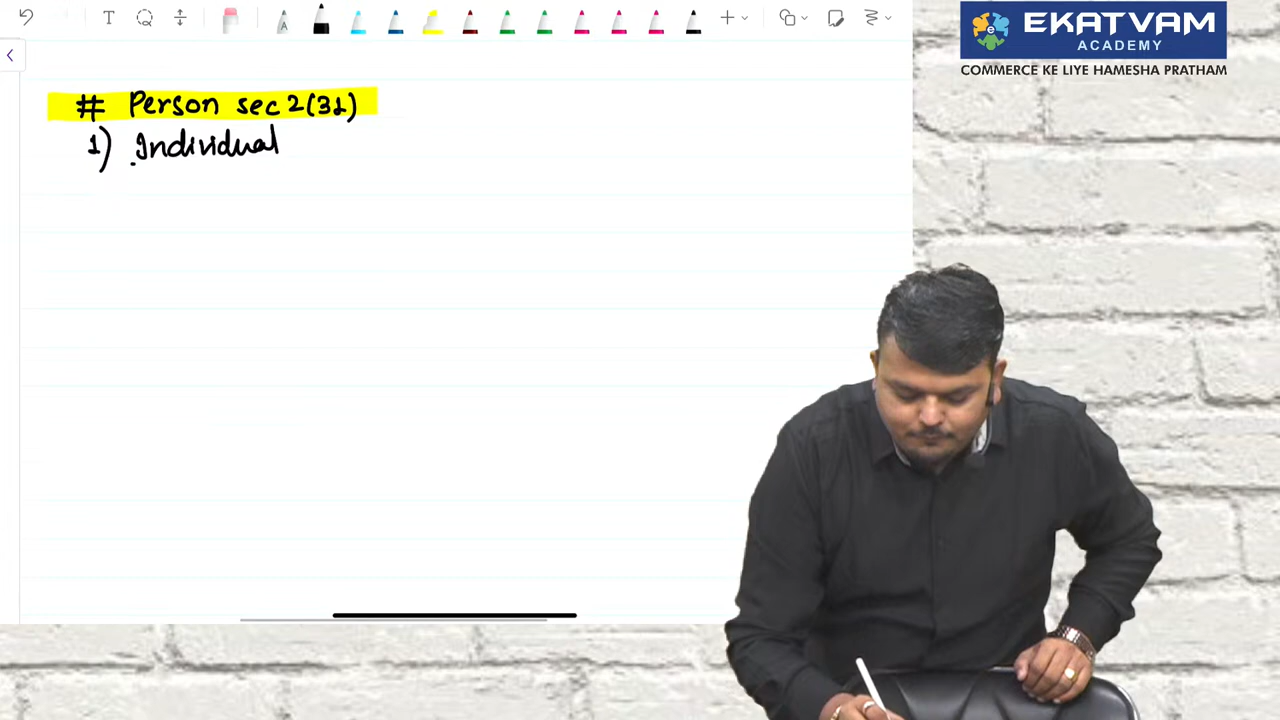 EKATVAM
ACADEMY
COMMERCE KE LIYE HAMESHA PRATHAM
# Person sec 2(31)
1) Individual